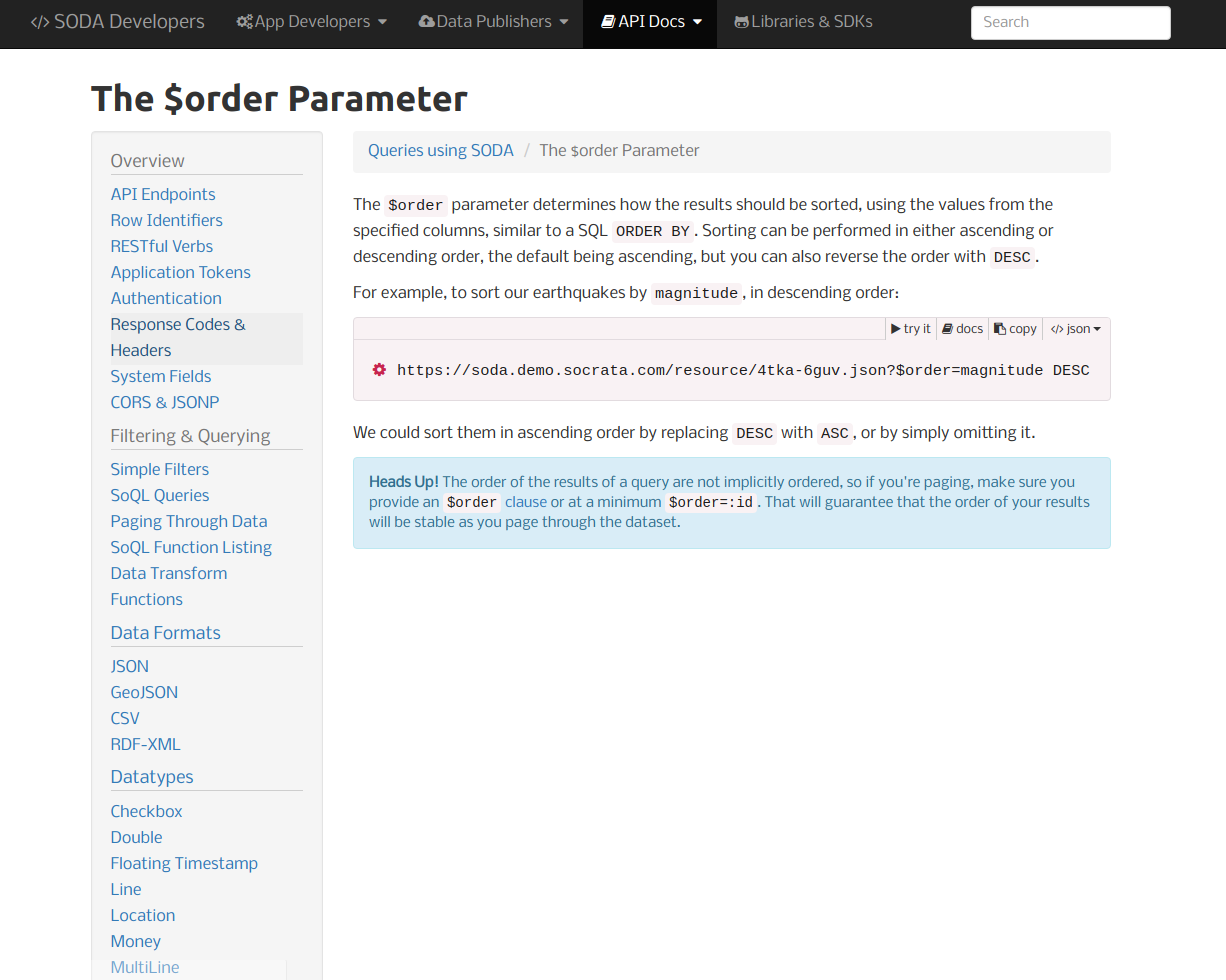 </> SODA Developers App Developers Data Publishers API Docs Libraries & SDKs Search
The $order Parameter
Overview
API Endpoints
Row Identifiers
RESTful Verbs
Application Tokens
Authentication
Response Codes &
Headers
System Fields
CORS & JSONP
Filtering & Querying
Simple Filters
SoQL Queries
Paging Through Data
SoQL Function Listing
Data Transform
Functions
Data Formats
JSON
GeoJSON
CSV
RDF-XML
Datatypes
Checkbox
Double
Floating Timestamp
Line
Location
Money
MultiLine
Queries using SODA / The $order Parameter
The $order parameter determines how the results should be sorted, using the values from the
specified columns, similar to a SQL ORDER BY. Sorting can be performed in either ascending or
descending order, the default being ascending, but you can also reverse the order with DESC.
For example, to sort our earthquakes by magnitude, in descending order:
try it docs copy </> json
https://soda.demo.socrata.com/resource/4tka-6guv.json?$order=magnitude DESC
We could sort them in ascending order by replacing DESC with ASC, or by simply omitting it.
Heads Up! The order of the results of a query are not implicitly ordered, so if you're paging, make sure you
provide an $order clause or at a minimum $order=:id. That will guarantee that the order of your results
will be stable as you page through the dataset.